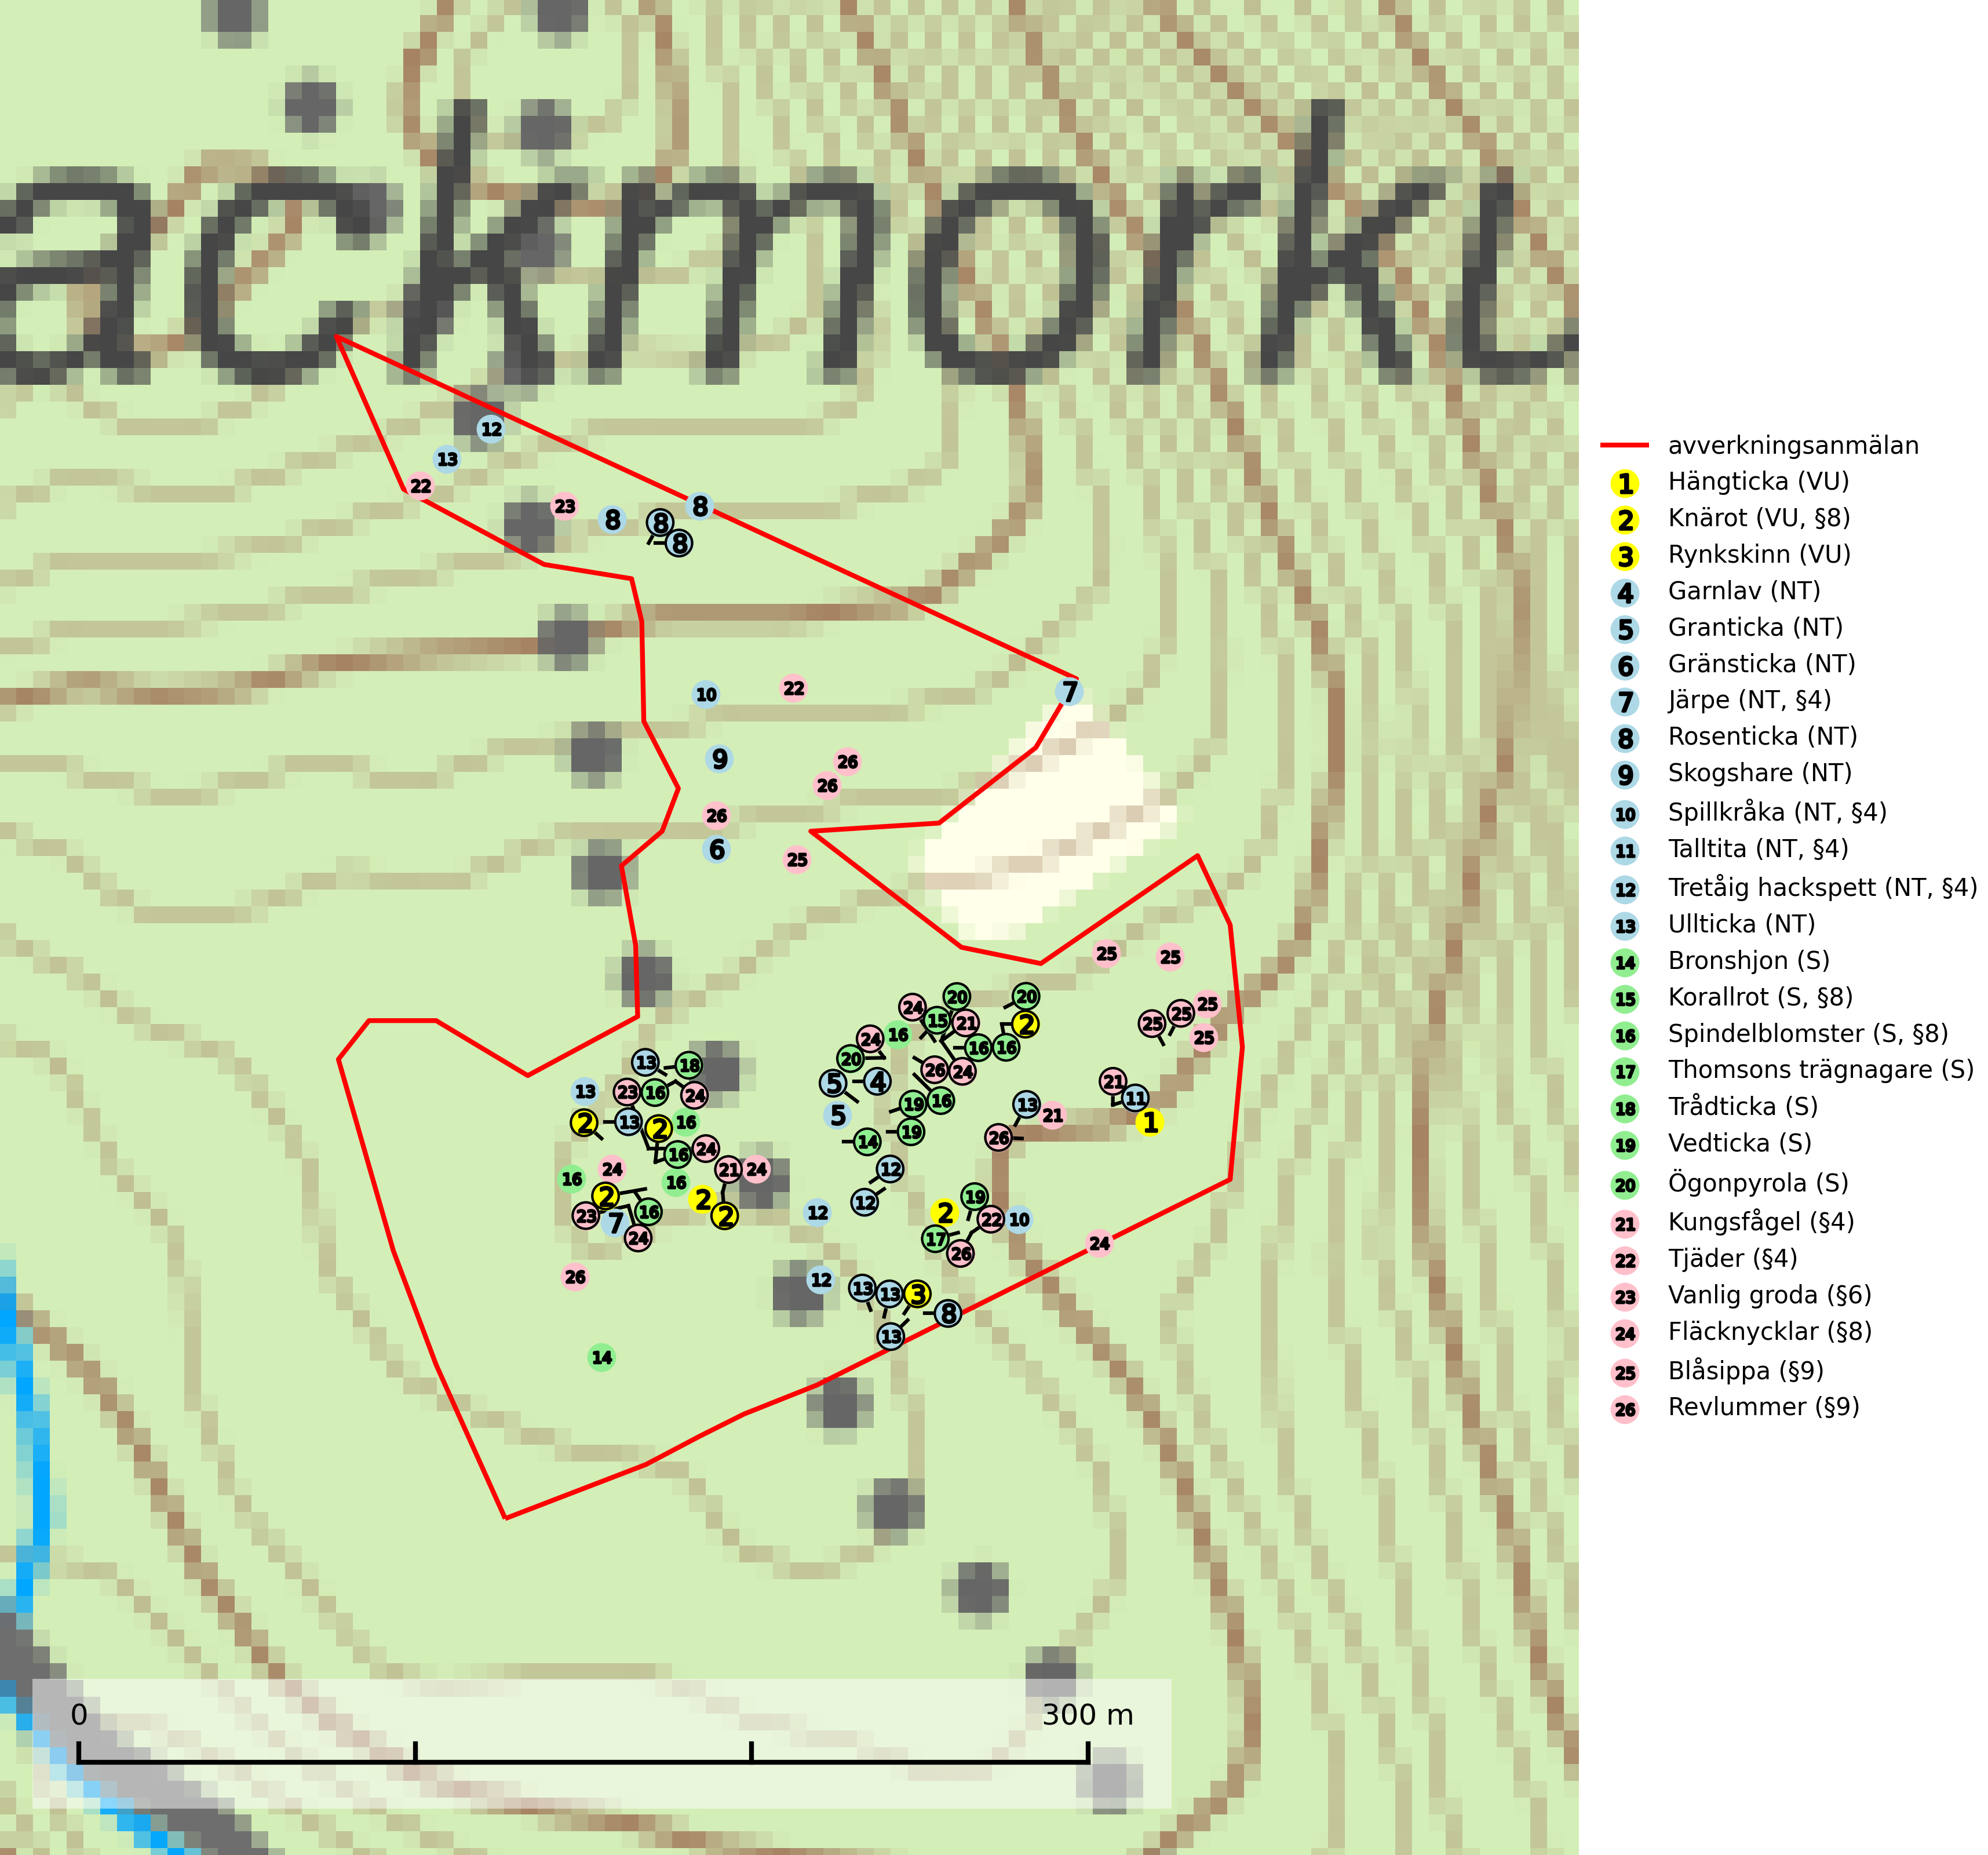 ackmorku
avverkningsanmälan
1 Hängticka (VU)
2 Knärot (VU, §8)
3 Rynkskinn (VU)
4 Garnlav (NT)
5 Granticka (NT)
6 Gränsticka (NT)
7 Järpe (NT, §4)
8 Rosenticka (NT)
9 Skogshare (NT)
10 Spillkråka (NT, §4)
11 Talltita (NT, §4)
12 Tretåig hackspett (NT, §4)
13 Ullticka (NT)
14 Bronshjon (S)
15 Korallrot (S, §8)
16 Spindelblomster (S, §8)
17 Thomsons trägnagare (S)
18 Trådticka (S)
19 Vedticka (S)
20 Ögonpyrola (S)
21 Kungsfågel (§4)
22 Tjäder (§4)
23 Vanlig groda (§6)
24 Fläcknycklar (§8)
25 Blåsippa (§9)
26 Revlummer (§9)
0 300 m